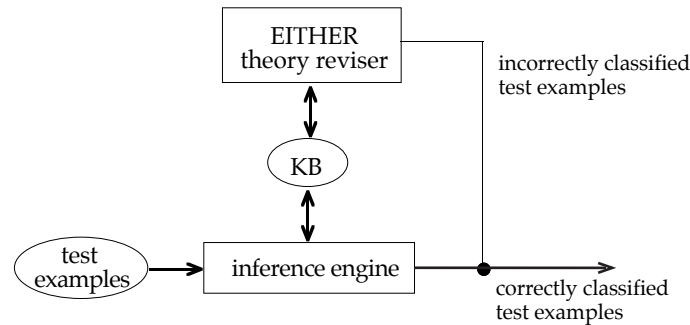 EITHER
theory reviser
incorrectly classified
test examples
KB
test
examples
inference engine
correctly classified
test examples